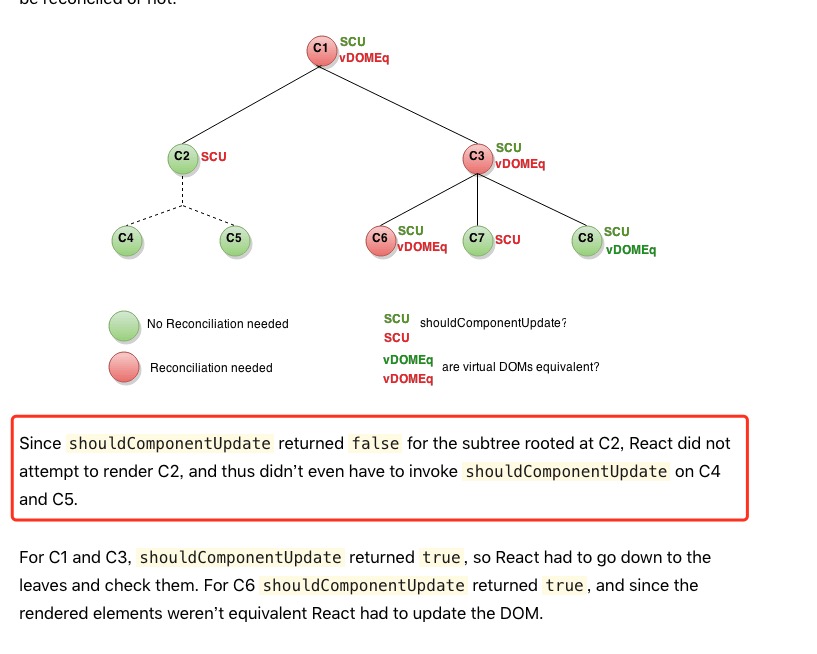 be reconciled or not.
C1 SCU
vDOMEq
C2 SCU
C3 SCU
vDOMEq
C4
C5
C6 SCU
vDOMEq
C7 SCU
C8 SCU
vDOMEq
No Reconciliation needed
Reconciliation needed
SCU shouldComponentUpdate?
SCU
vDOMEq are virtual DOMs equivalent?
vDOMEq
Since shouldComponentUpdate returned false for the subtree rooted at C2, React did not
attempt to render C2, and thus didn’t even have to invoke shouldComponentUpdate on C4
and C5.
For C1 and C3, shouldComponentUpdate returned true, so React had to go down to the
leaves and check them. For C6 shouldComponentUpdate returned true, and since the
rendered elements weren’t equivalent React had to update the DOM.